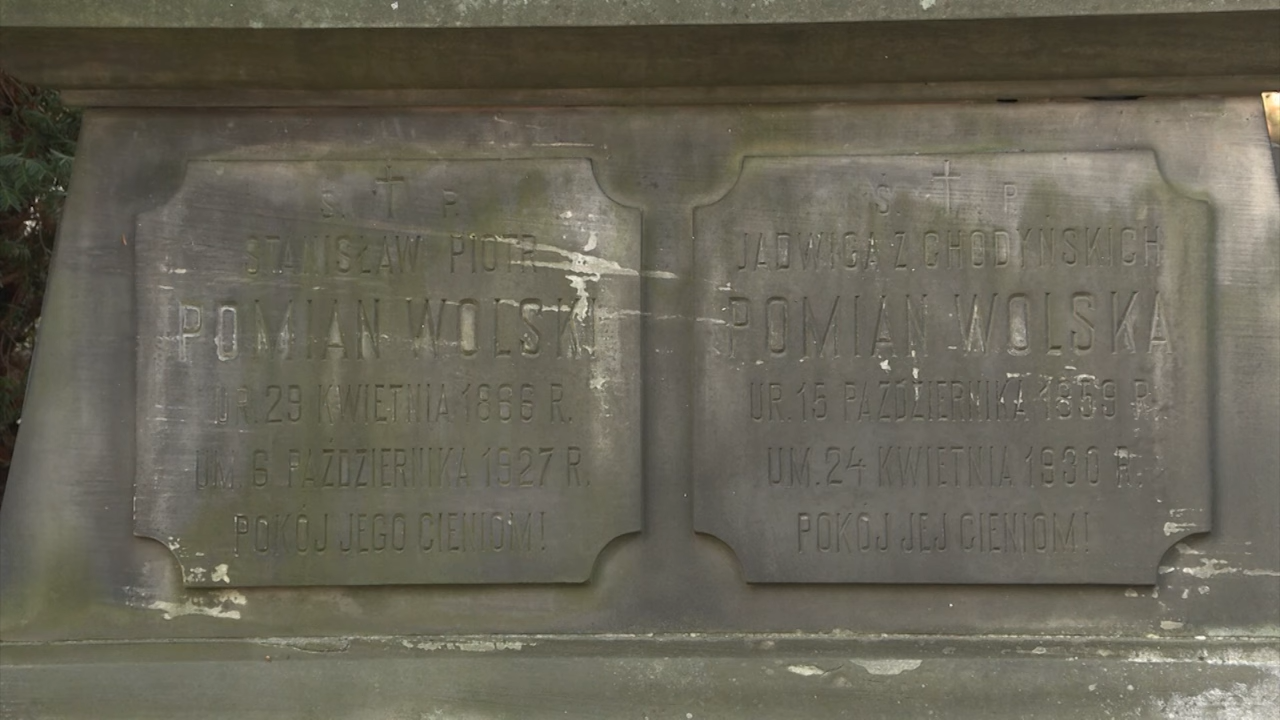 Ś. † P.
STANISŁAW PIOTR
POMIAN WOLSKI
UR. 29 KWIETNIA 1866 R.
UM. 6 PAŹDZIERNIKA 1927 R.
POKÓJ JEGO CIENIOM!
Ś. † P.
JADWIGA Z CHODYŃSKICH
POMIAN WOLSKA
UR. 15 PAŹDZIERNIKA 1859 R.
UM. 24 KWIETNIA 1930 R.
POKÓJ JEJ CIENIOM!